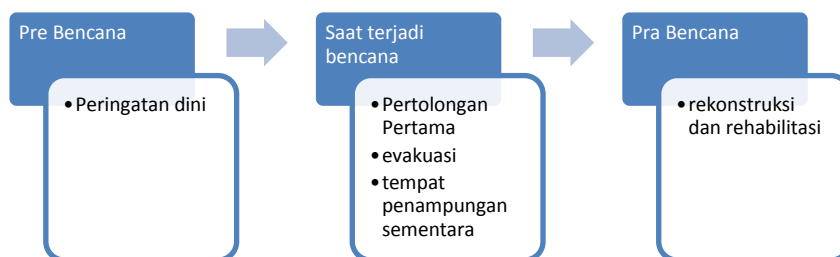 Pre Bencana
• Peringatan dini
Saat terjadi
bencana
• Pertolongan
Pertama
• evakuasi
• tempat
penampungan
sementara
Pra Bencana
• rekonstruksi
dan rehabilitasi